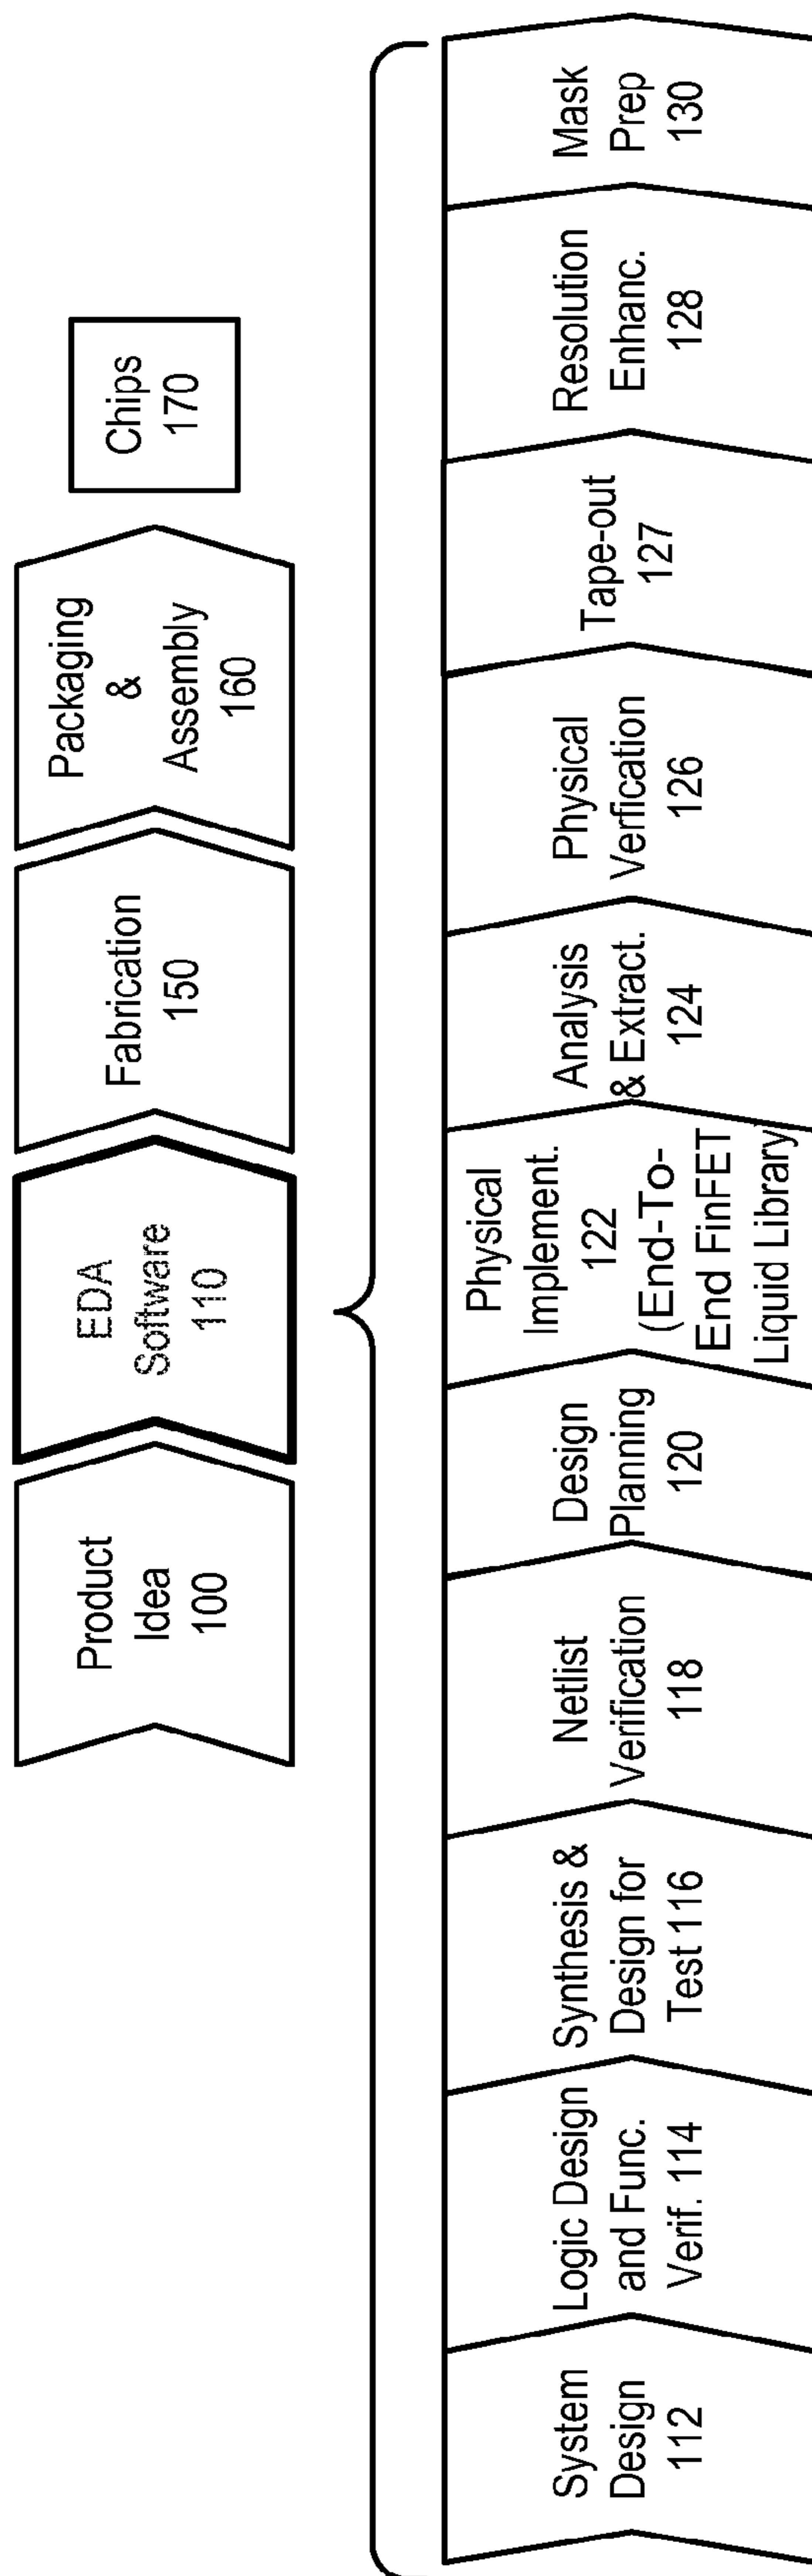 Product
Idea
100
EDA
Software
110
Fabrication
150
Packaging
&
Assembly
160
Chips
170
System
Design
112
Logic Design
and Func.
Verif. 114
Synthesis &
Design for
Test 116
Netlist
Verification
118
Design
Planning
120
Physical
Implement.
122
(End-To-
End FinFET
Liquid Library
Analysis
& Extract.
124
Physical
Verfication
126
Tape-out
127
Resolution
Enhanc.
128
Mask
Prep
130